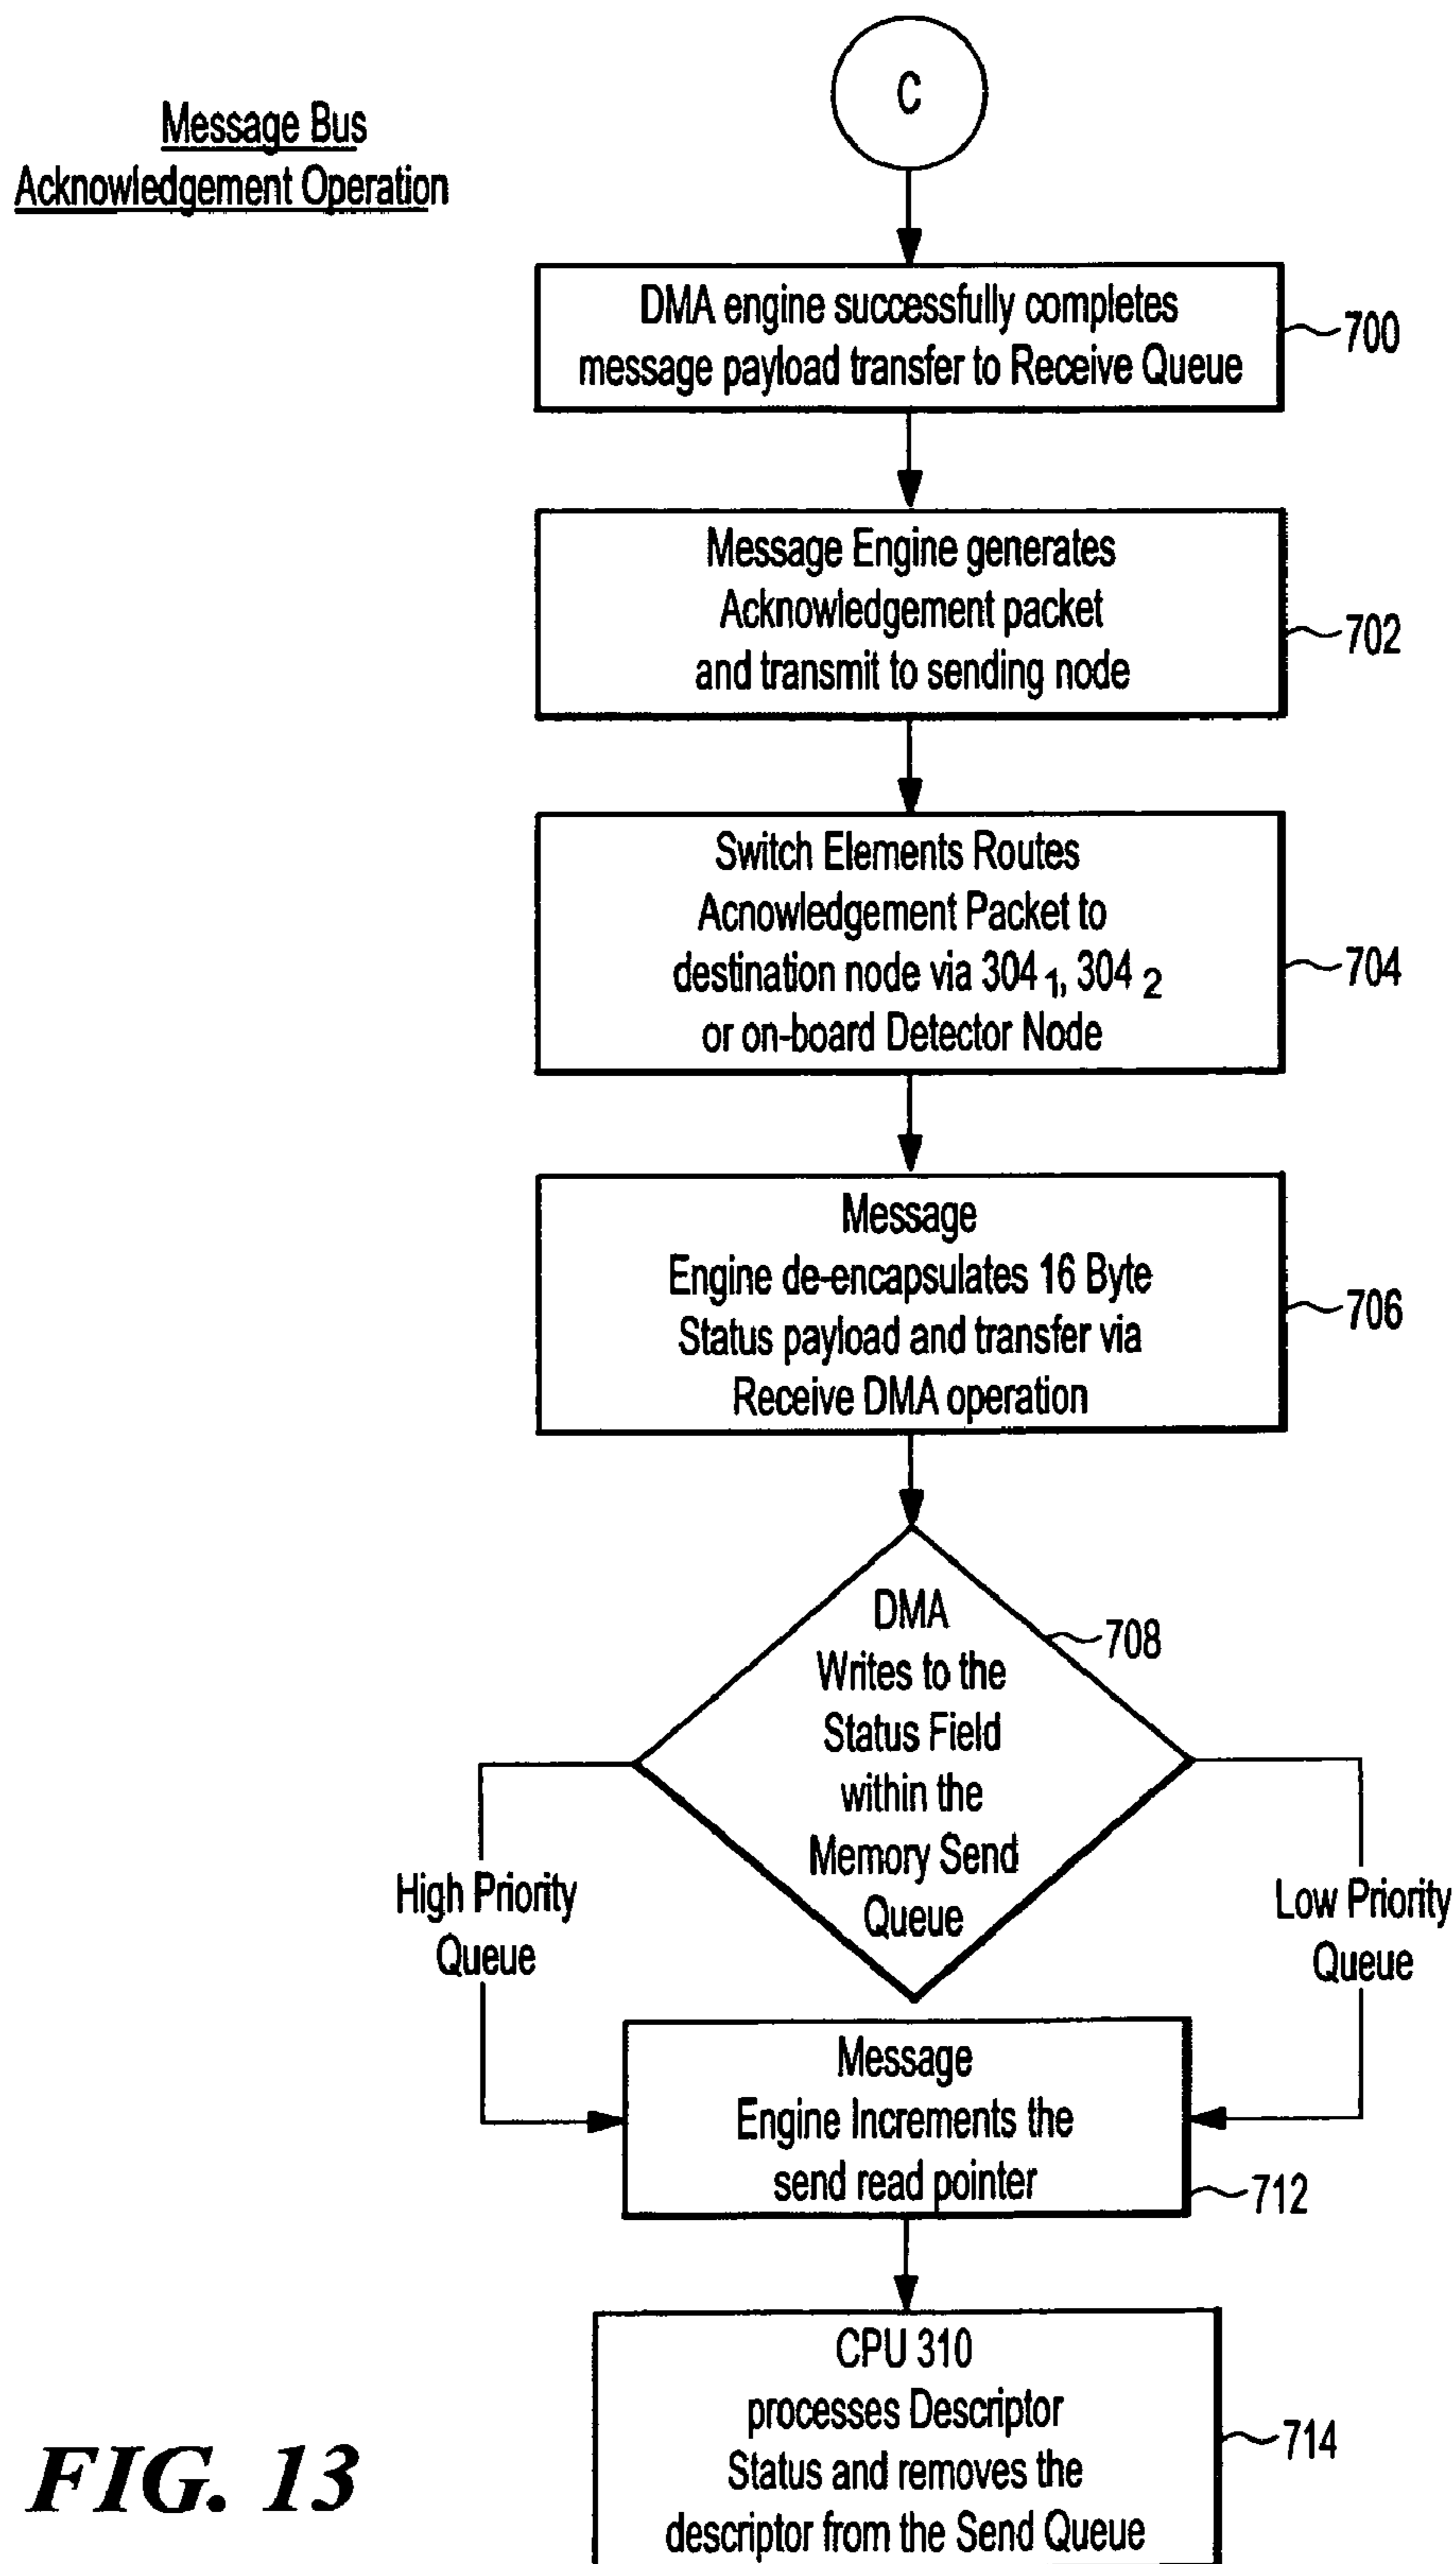 Message Bus
Acknowledgement Operation
C
DMA engine successfully completes
message payload transfer to Receive Queue
700
Message Engine generates
Acknowledgement packet
and transmit to sending node
702
Switch Elements Routes
Acnowledgement Packet to
destination node via 304 1, 304 2
or on-board Detector Node
704
Message
Engine de-encapsulates 16 Byte
Status payload and transfer via
Receive DMA operation
706
DMA
Writes to the
Status Field
within the
Memory Send
Queue
708
High Priority
Queue
Low Priority
Queue
Message
Engine Increments the
send read pointer
712
CPU 310
processes Descriptor
Status and removes the
descriptor from the Send Queue
714
FIG. 13